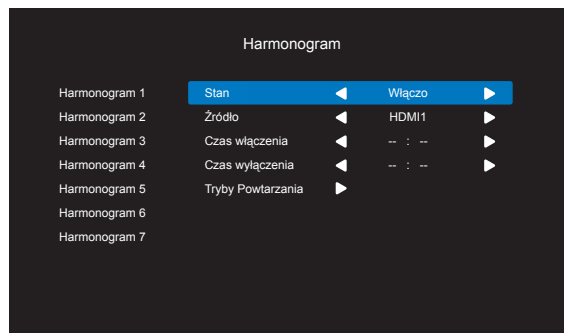 Harmonogram
Harmonogram 1 Stan Włączo
Harmonogram 2 Źródło HDMI1
Harmonogram 3 Czas włączenia -- : --
Harmonogram 4 Czas wyłączenia -- : --
Harmonogram 5 Tryby Powtarzania
Harmonogram 6
Harmonogram 7